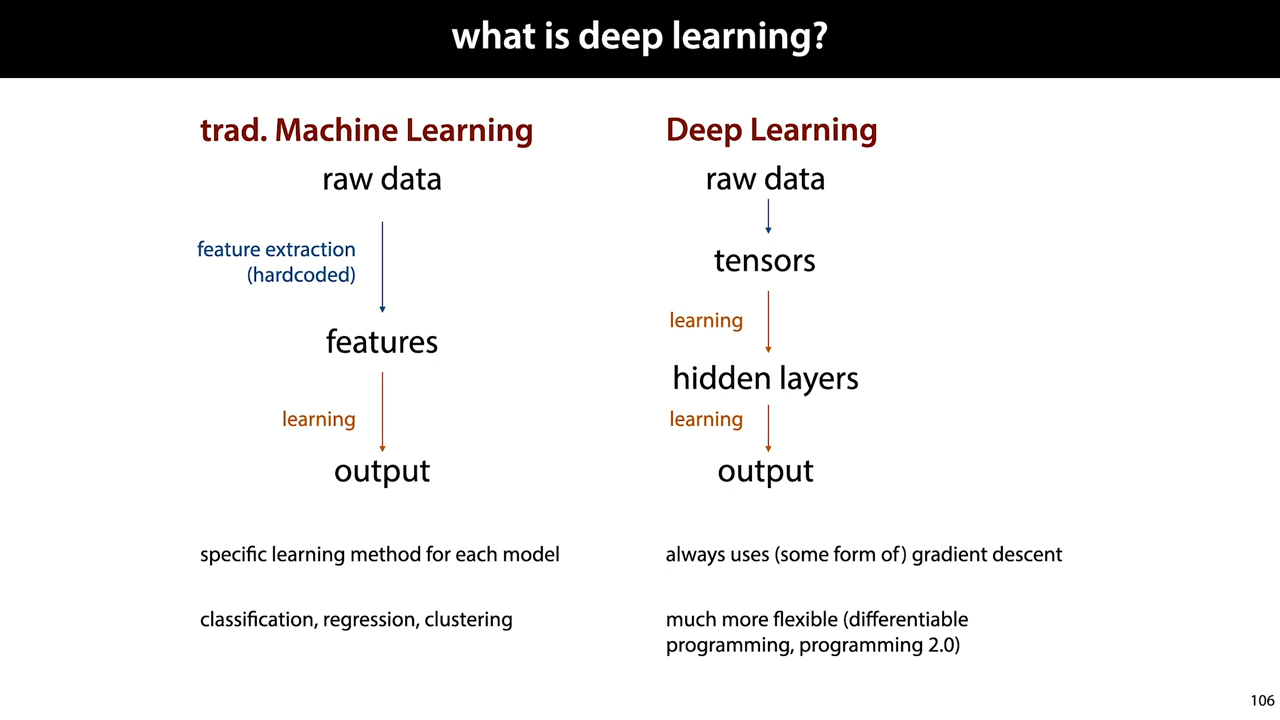 what is deep learning?
trad. Machine Learning
raw data
feature extraction
(hardcoded)
features
learning
output
specific learning method for each model
classification, regression, clustering
Deep Learning
raw data
tensors
learning
hidden layers
learning
output
always uses (some form of) gradient descent
much more flexible (differentiable
programming, programming 2.0)
106